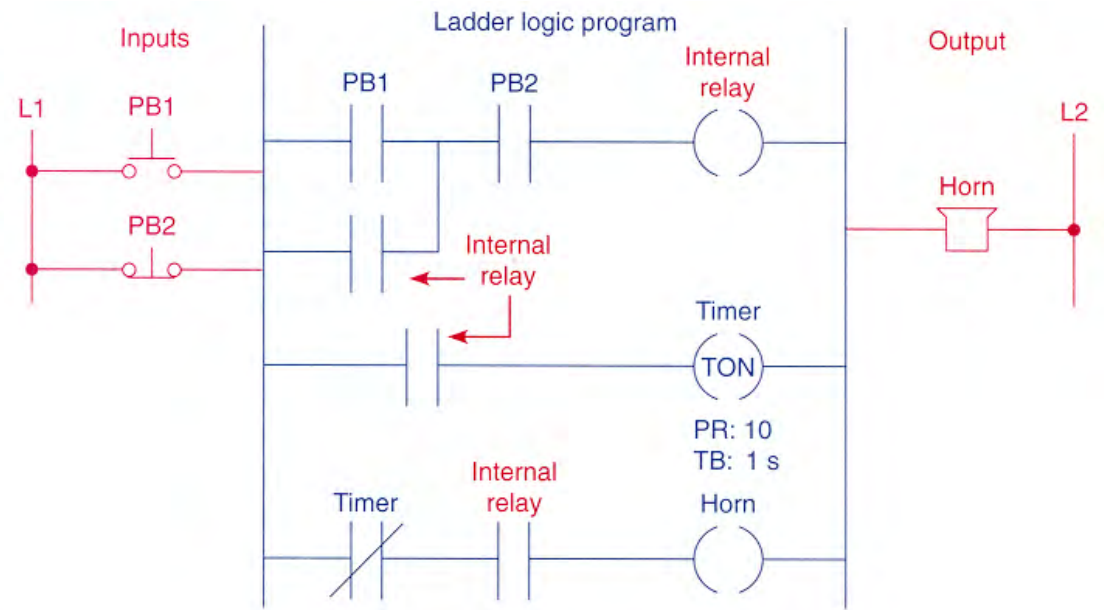 Ladder logic program
Inputs
Output
Internal
relay
PB1
PB2
L1
PB1
L2
Horn
PB2
Internal
relay
Timer
TON
PR: 10
TB: 1 s
Internal
relay
Timer
Horn